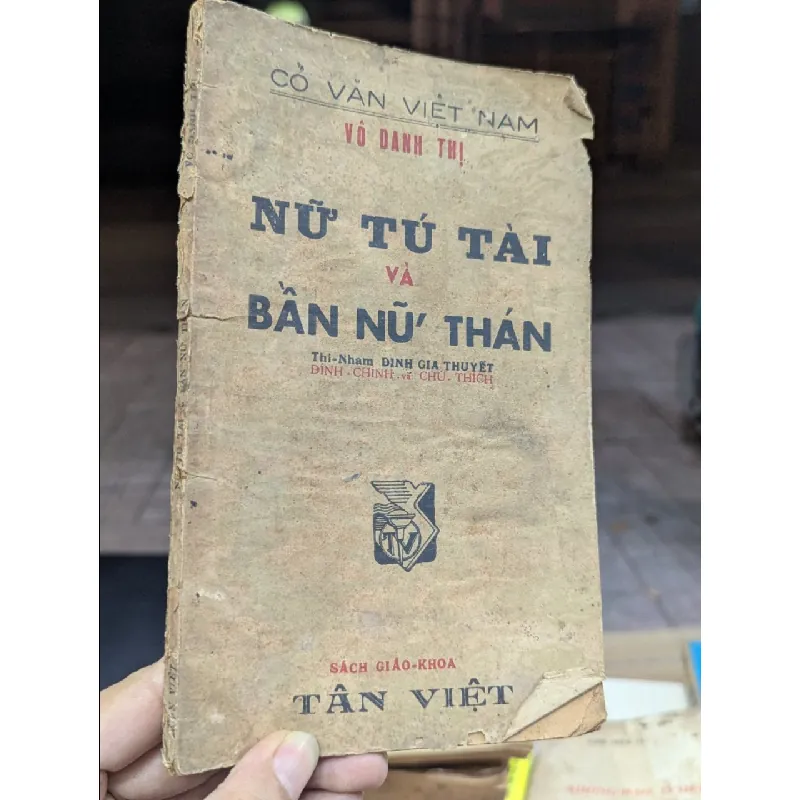 CỔ VĂN VIỆT NAM
VÔ DANH THỊ
NỮ TÚ TÀI
VÀ
BẦN NỮ THÁN
Thi-Nham ĐINH GIA THUYẾT
ĐÍNH-CHÍNH và CHÚ-THÍCH
TV
SÁCH GIÁO-KHOA
TÂN VIỆT